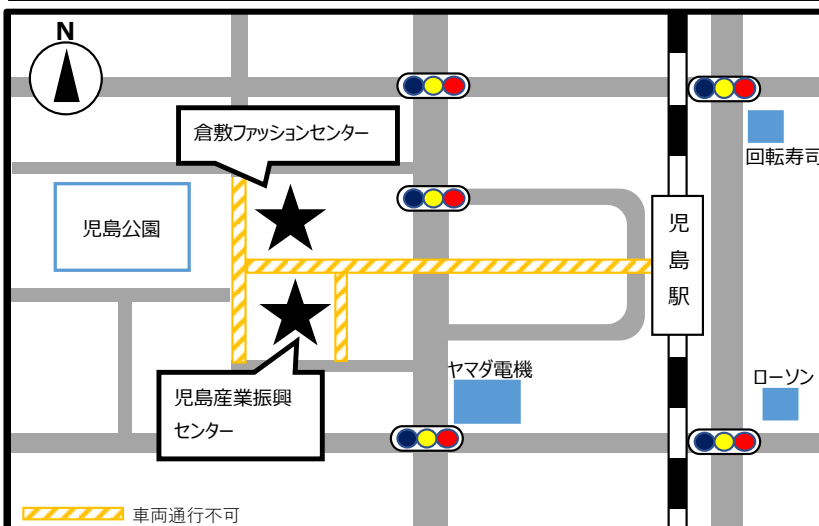 N
倉敷ファッションセンター
回転寿司
児島公園
児
島
駅
ヤマダ電機
ローソン
児島産業振興
センター
車両通行不可